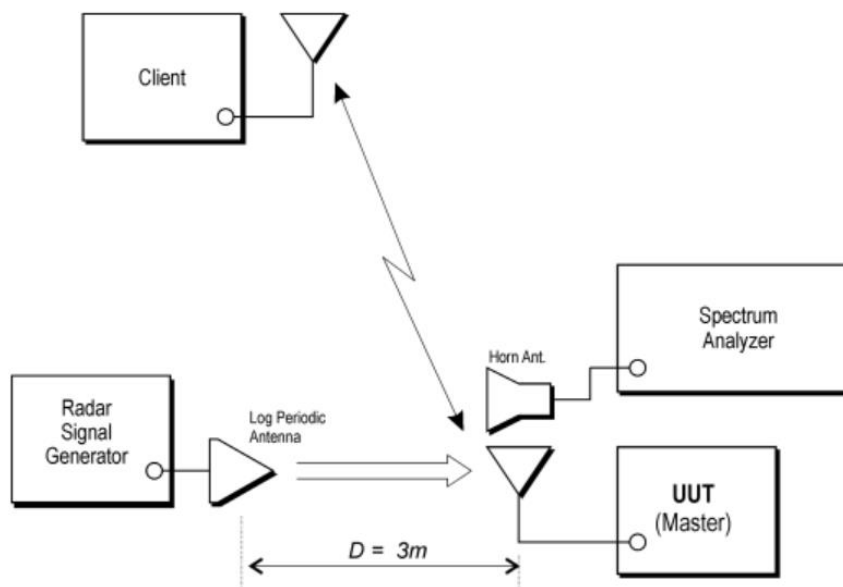 Client
Spectrum
Analyzer
Horn Ant.
Radar
Signal
Generator
Log Periodic
Antenna
UUT
(Master)
D = 3m